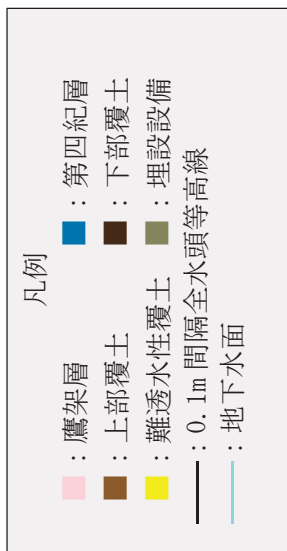 凡例
：鷹架層 ：第四紀層
：上部覆土 ：下部覆土
：難透水性覆土 ：埋設設備
：0.1m 間隔全水頭等高線
：地下水面